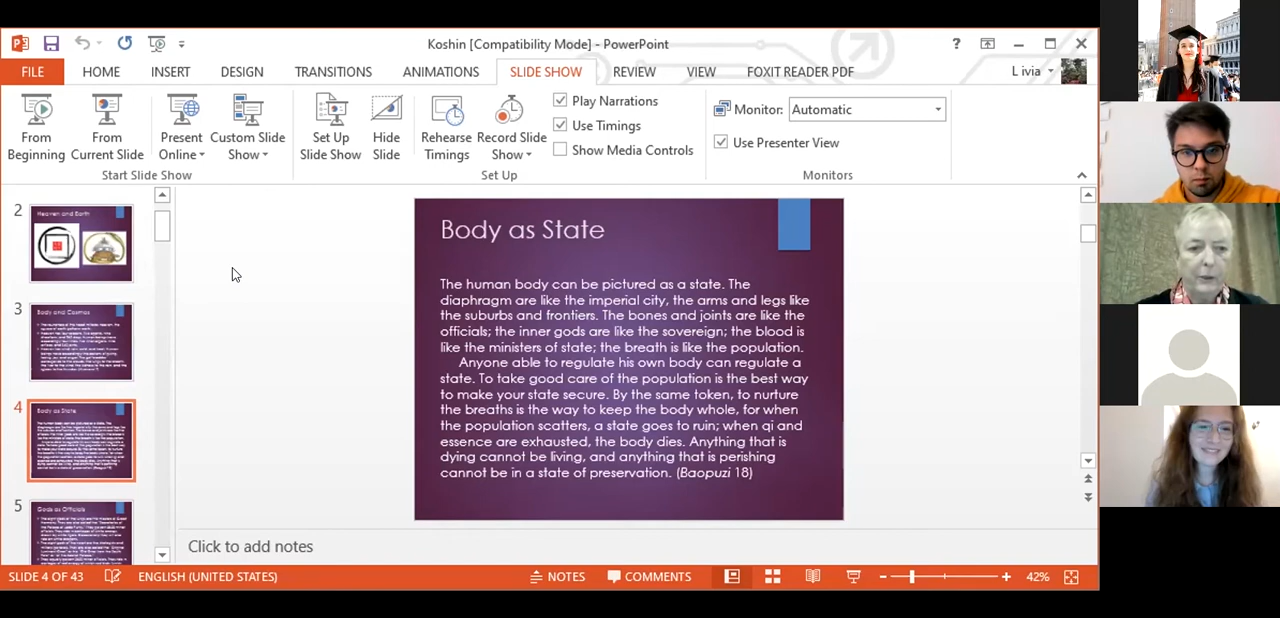 Koshin [Compatibility Mode] - PowerPoint
?
FILE HOME INSERT DESIGN TRANSITIONS ANIMATIONS SLIDE SHOW REVIEW VIEW FOXIT READER PDF
L ivia
From Beginning
From Current Slide
Present Online
Custom Slide Show
Start Slide Show
Set Up Slide Show
Hide Slide
Rehearse Timings
Record Slide Show
Play Narrations
Use Timings
Show Media Controls
Set Up
Monitor: Automatic
Use Presenter View
Monitors
2
Heaven and Earth
3
Body and Cosmos
4
Body as State
5
Gods as Officials
Body as State
The human body can be pictured as a state. The
diaphragm are like the imperial city, the arms and legs like
the suburbs and frontiers. The bones and joints are like the
officials; the inner gods are like the sovereign; the blood is
like the ministers of state; the breath is like the population.
Anyone able to regulate his own body can regulate a
state. To take good care of the population is the best way
to make your state secure. By the same token, to nurture
the breaths is the way to keep the body whole, for when
the population scatters, a state goes to ruin; when qi and
essence are exhausted, the body dies. Anything that is
dying cannot be living, and anything that is perishing
cannot be in a state of preservation. (Baopuzi 18)
Click to add notes
SLIDE 4 OF 43 ENGLISH (UNITED STATES) NOTES COMMENTS 42%